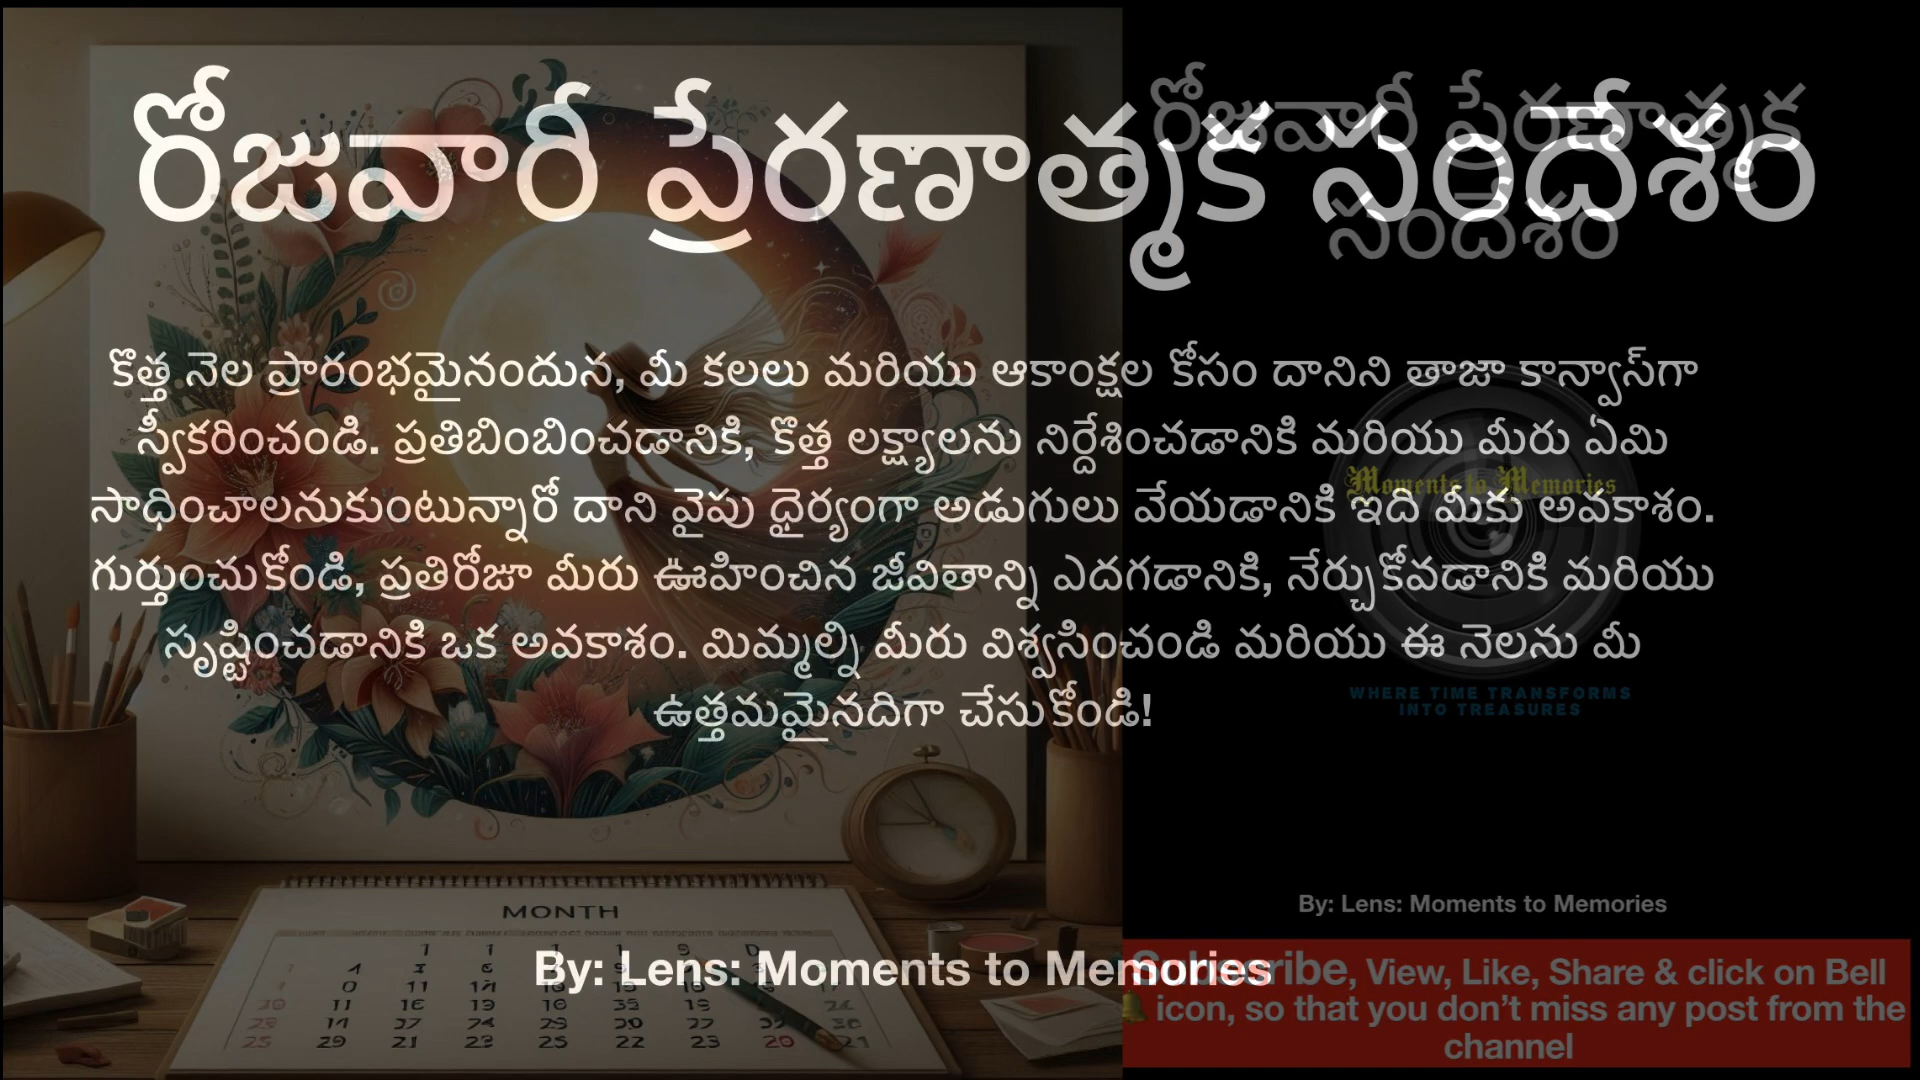 రోజువారీ ప్రేరణాత్మక సందేశం
రోజువారీ ప్రేరణాత్మక
సందేశం
కొత్త నెల ప్రారంభమైనందున, మీ కలలు మరియు ఆకాంక్షల కోసం దానిని తాజా కాన్వాస్‌గా
స్వీకరించండి. ప్రతిబింబించడానికి, కొత్త లక్ష్యాలను నిర్దేశించడానికి మరియు మీరు ఏమి
సాధించాలనుకుంటున్నారో దాని వైపు ధైర్యంగా అడుగులు వేయడానికి ఇది మీకు అవకాశం.
గుర్తుంచుకోండి, ప్రతిరోజూ మీరు ఊహించిన జీవితాన్ని ఎదగడానికి, నేర్చుకోవడానికి మరియు
సృష్టించడానికి ఒక అవకాశం. మిమ్మల్ని మీరు విశ్వసించండి మరియు ఈ నెలను మీ
ఉత్తమమైనదిగా చేసుకోండి!
Moments to Memories
WHERE TIME TRANSFORMS
INTO TREASURES
By: Lens: Moments to Memories
MONTH
By: Lens: Moments to Memories
Subscribe, View, Like, Share & click on Bell
🔔 icon, so that you don’t miss any post from the
channel